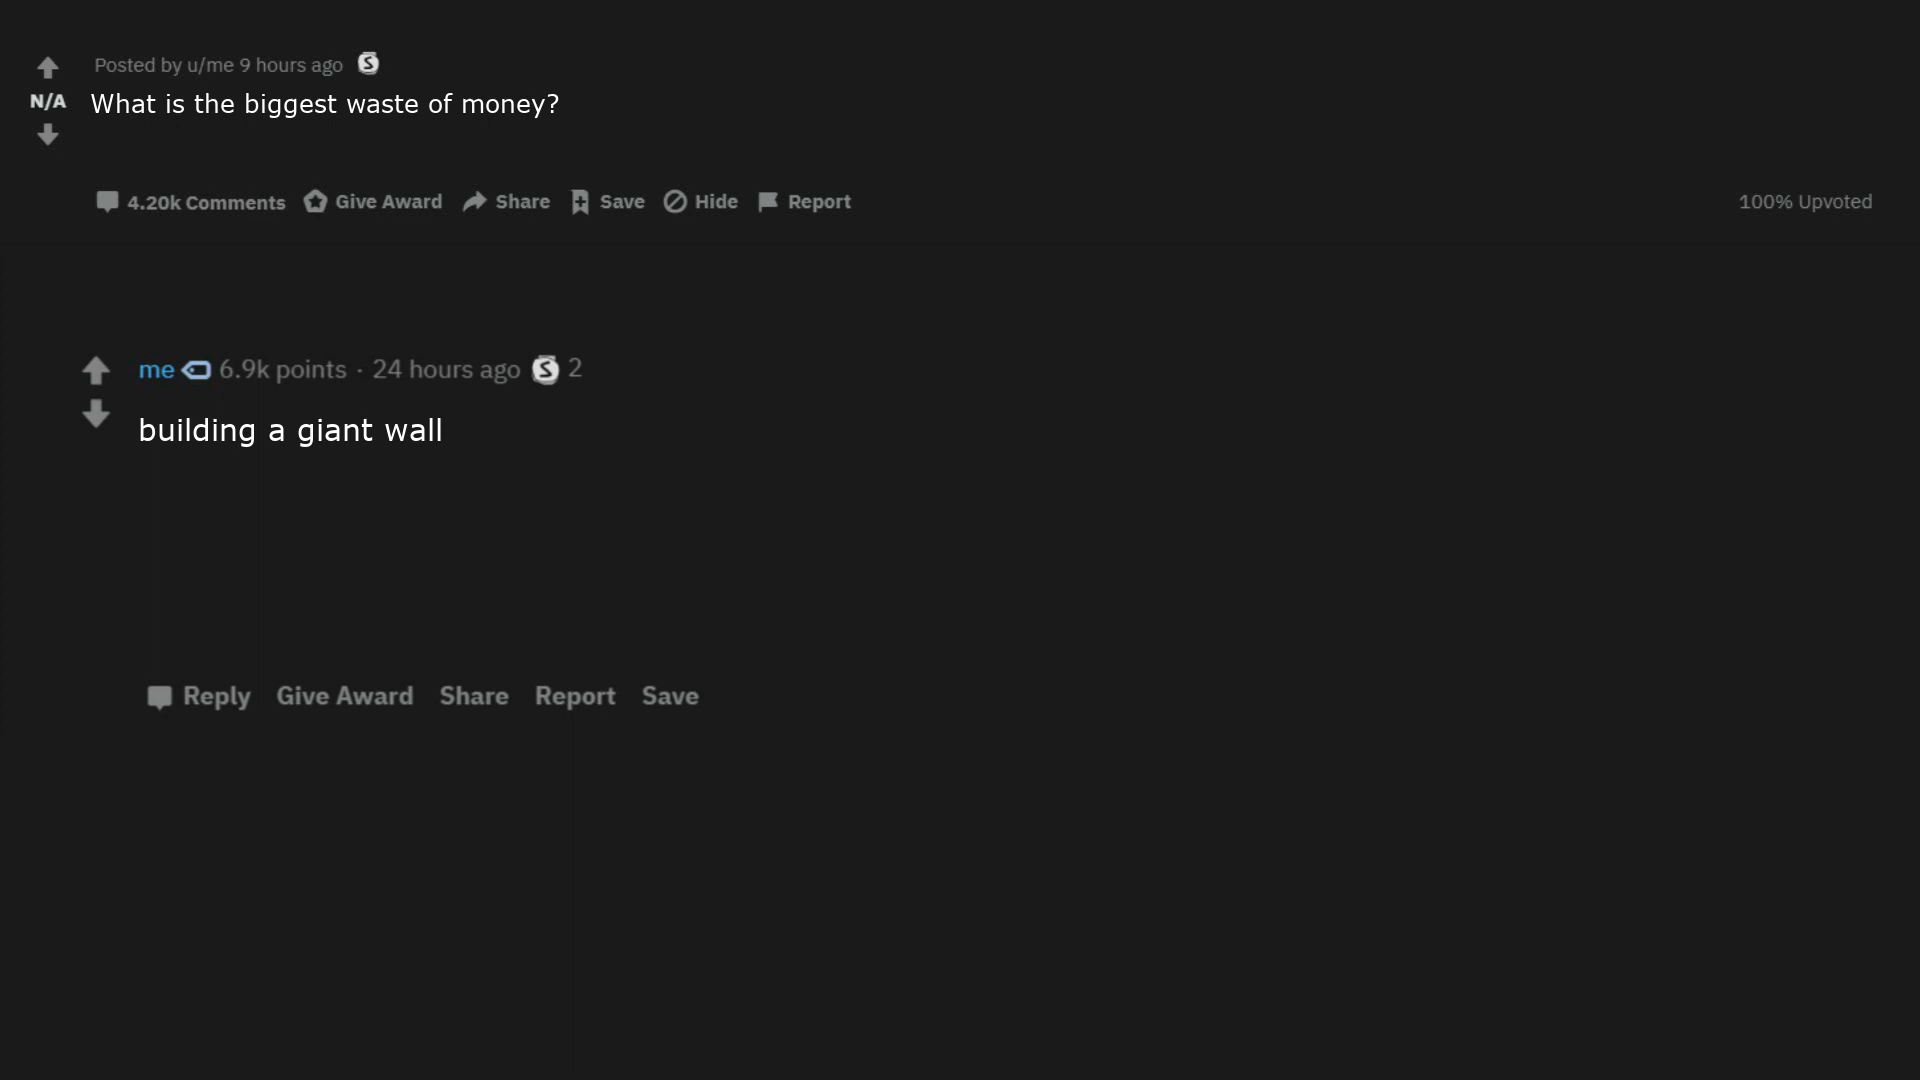 Posted by u/me 9 hours ago
N/A What is the biggest waste of money?
4.20k Comments Give Award Share Save Hide Report 100% Upvoted
me 6.9k points · 24 hours ago S 2
building a giant wall
Reply Give Award Share Report Save